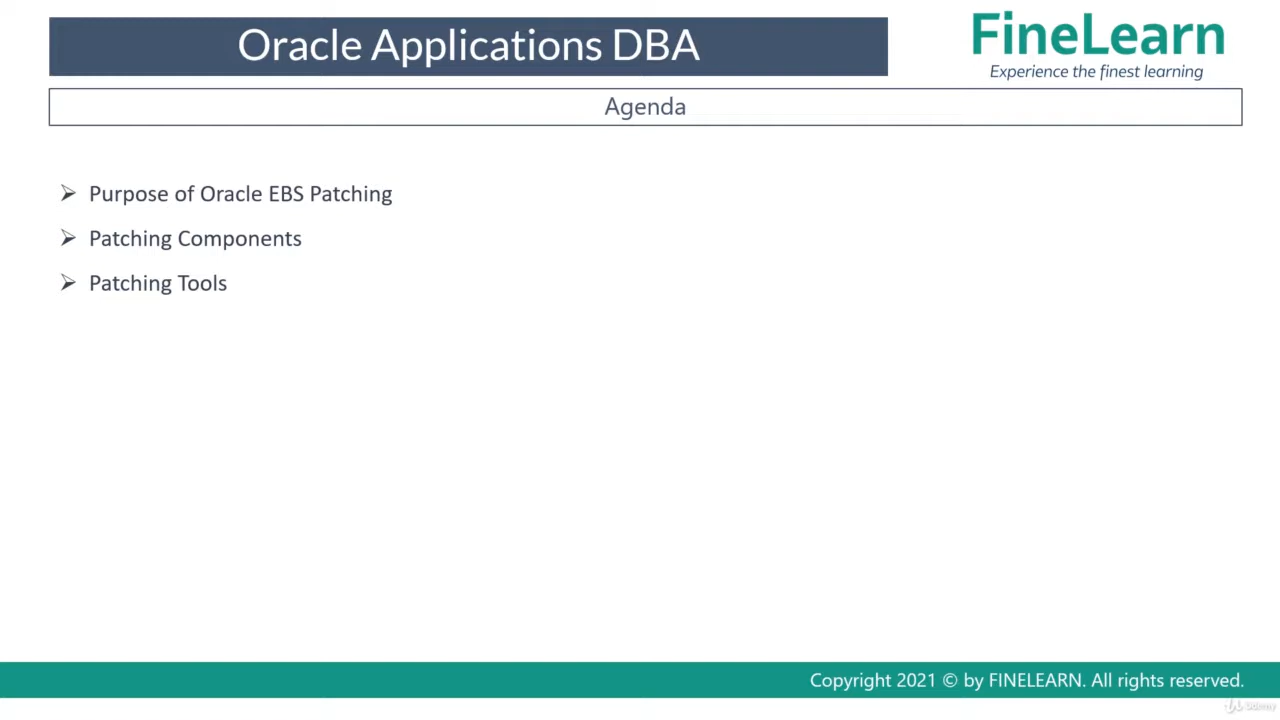 Oracle Applications DBA
FineLearn
Experience the finest learning
Agenda
Purpose of Oracle EBS Patching
Patching Components
Patching Tools
Copyright 2021 © by FINELEARN. All rights reserved.
Udemy